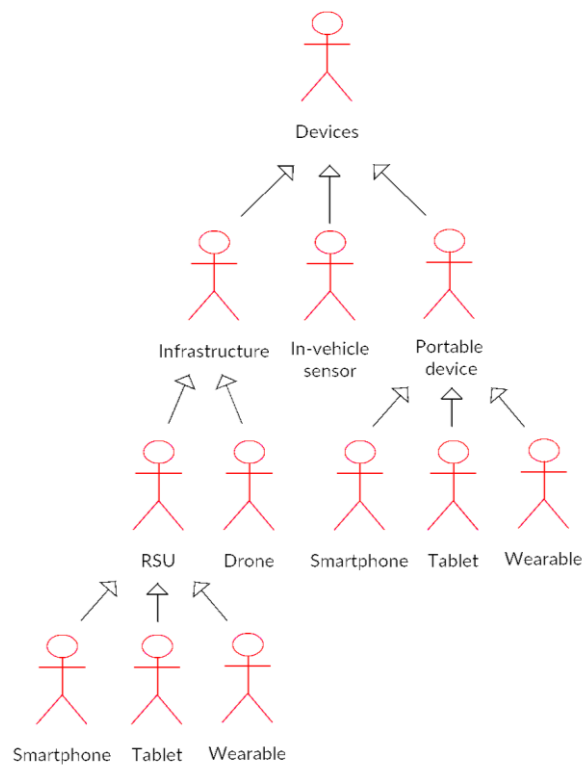 Devices
Infrastructure
In-vehicle
sensor
Portable
device
RSU
Drone
Smartphone
Tablet
Wearable
Smartphone
Tablet
Wearable